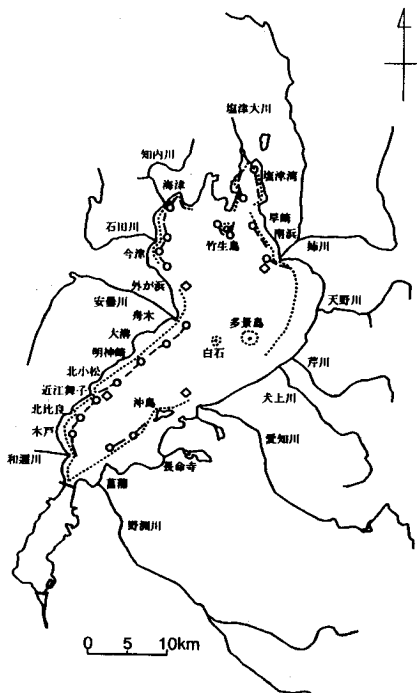 塩津大川
知内川
海津
塩津湾
石田川
早崎
南浜
竹生島
姉川
今津
外が浜
安曇川
天野川
舟木
大溝
多景島
明神崎
白石
芹川
北小松
近江舞子
犬上川
北比良
沖島
愛知川
木戸
和邇川
長命寺
菖蒲
野洲川
0 5 10km